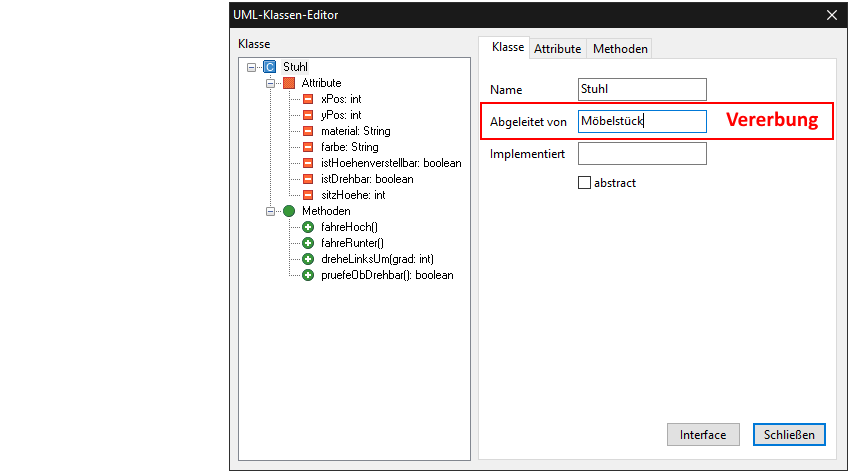 UML-Klassen-Editor
Klasse
Stuhl
Attribute
xPos: int
yPos: int
material: String
farbe: String
istHoehenverstellbar: boolean
istDrehbar: boolean
sitzHoehe: int
Methoden
fahreHoch()
fahreRunter()
dreheLinksUm(grad: int)
pruefeObDrehbar(): boolean
Klasse Attribute Methoden
Name Stuhl
Abgeleitet von Möbelstück Vererbung
Implementiert
abstract
Interface Schließen